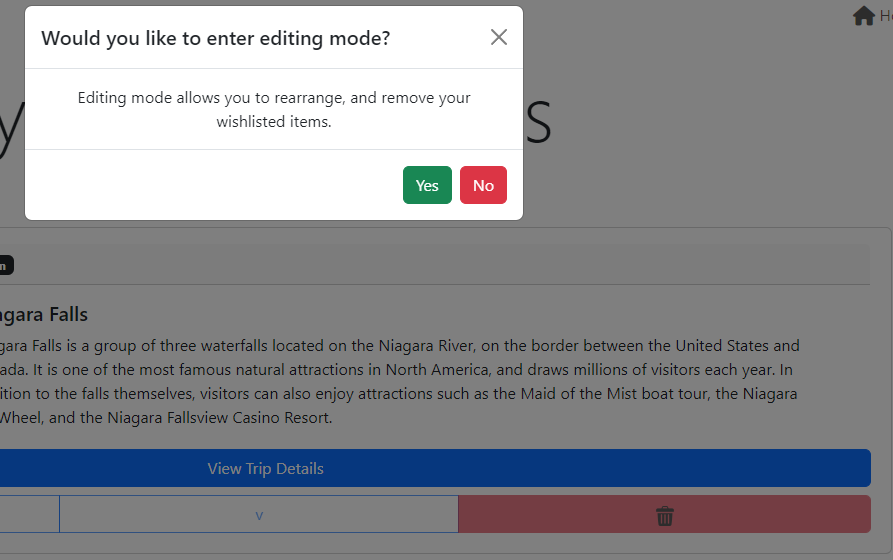 Would you like to enter editing mode?
Editing mode allows you to rearrange, and remove your
wishlisted items.
Yes No
agara Falls
gara Falls is a group of three waterfalls located on the Niagara River, on the border between the United States and
ada. It is one of the most famous natural attractions in North America, and draws millions of visitors each year. In
ition to the falls themselves, visitors can also enjoy attractions such as the Maid of the Mist boat tour, the Niagara
Wheel, and the Niagara Fallsview Casino Resort.
View Trip Details
v